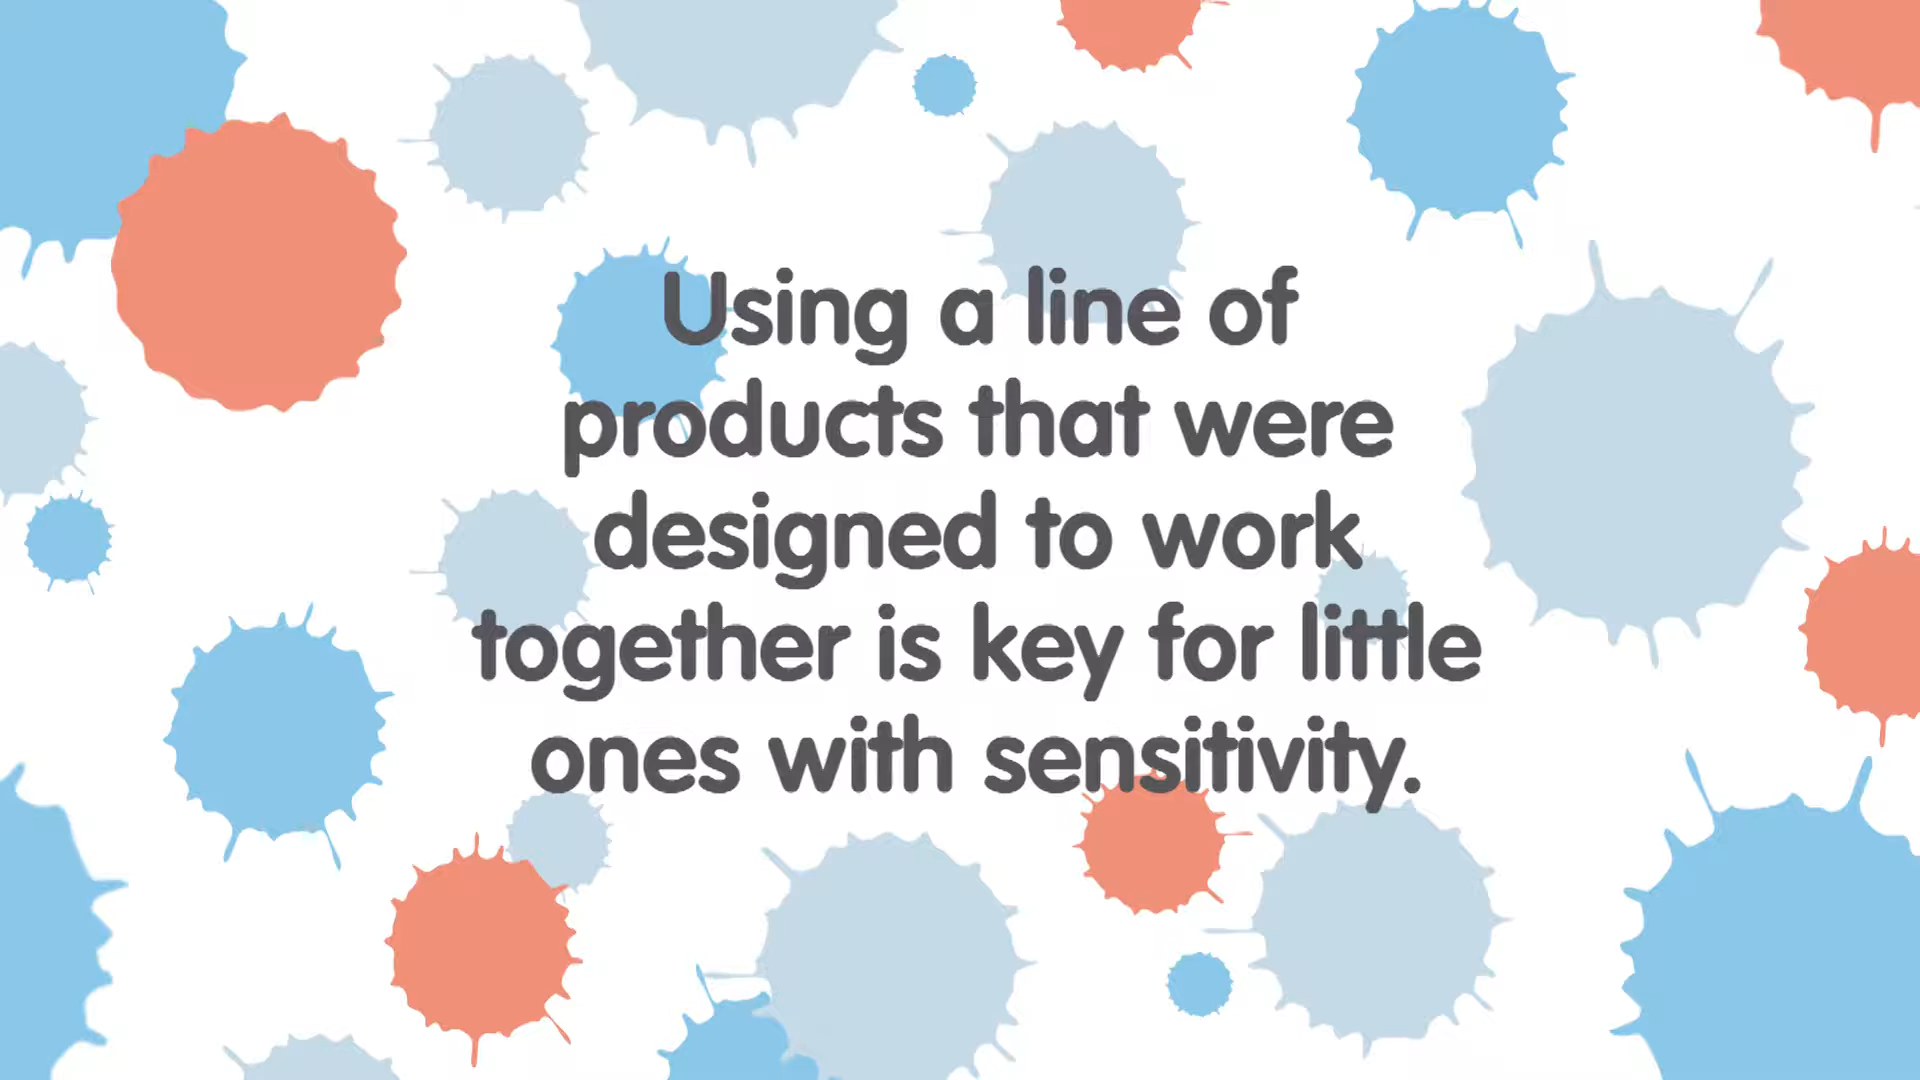 Using a line of
products that were
designed to work
together is key for little
ones with sensitivity.